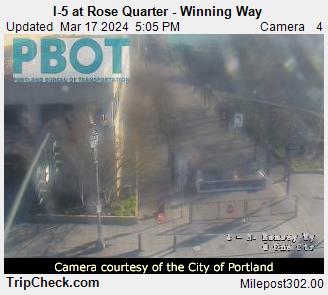 I-5 at Rose Quarter - Winning Way
Updated Mar 17 2024 5:05 PM Camera 4
PBOT
PORTLAND BUREAU OF TRANSPORTATION
Camera courtesy of the City of Portland
TripCheck.com Milepost302.00